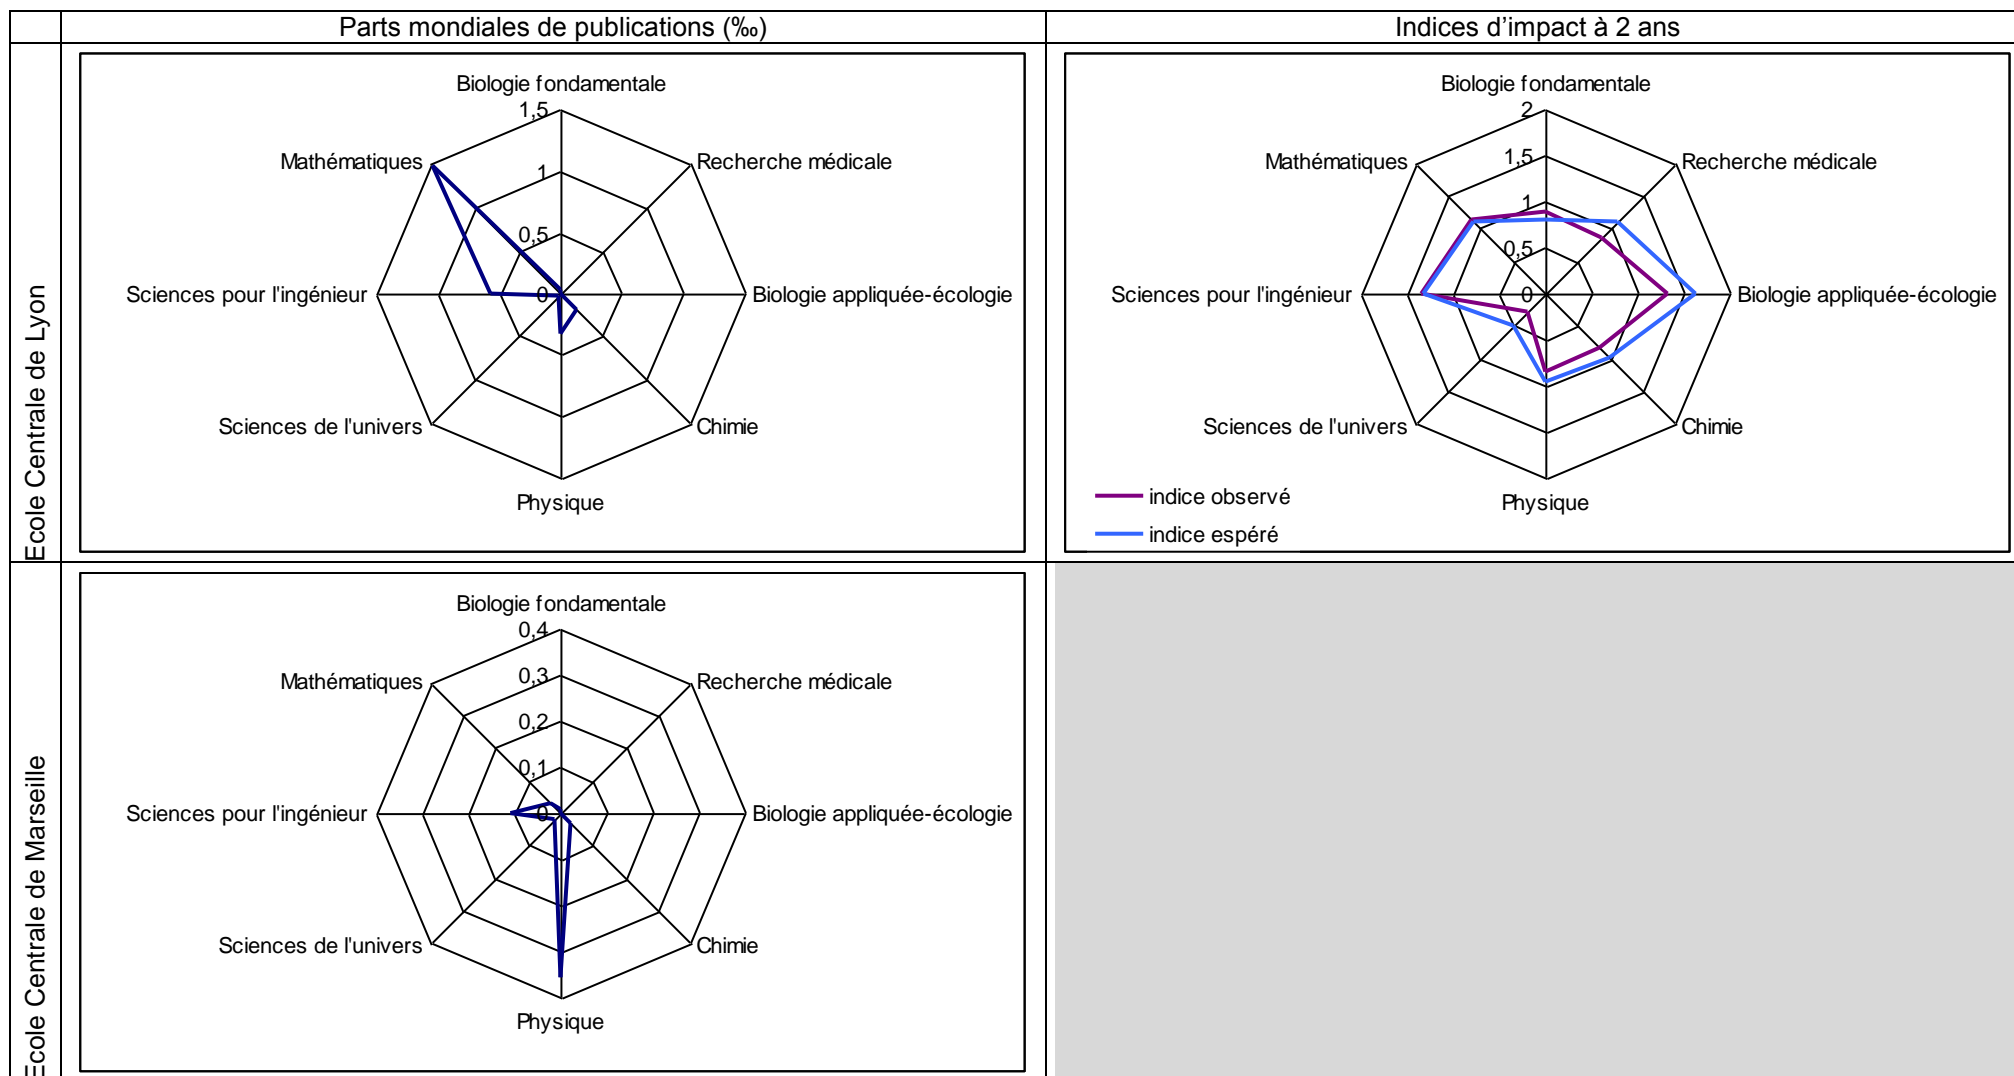 Parts mondiales de publications (‰)
Indices d'impact à 2 ans
Ecole Centrale de Lyon
Biologie fondamentale
1,5
Mathématiques
Recherche médicale
1
0,5
Sciences pour l'ingénieur
0
Biologie appliquée-écologie
Sciences de l'univers
Chimie
Physique
Biologie fondamentale
2
Mathématiques
1,5
Recherche médicale
1
0,5
Sciences pour l'ingénieur
0
Biologie appliquée-écologie
Sciences de l'univers
Chimie
Physique
indice observé
indice espéré
Ecole Centrale de Marseille
Biologie fondamentale
0,4
Mathématiques
0,3
Recherche médicale
0,2
0,1
Sciences pour l'ingénieur
0
Biologie appliquée-écologie
Sciences de l'univers
Chimie
Physique